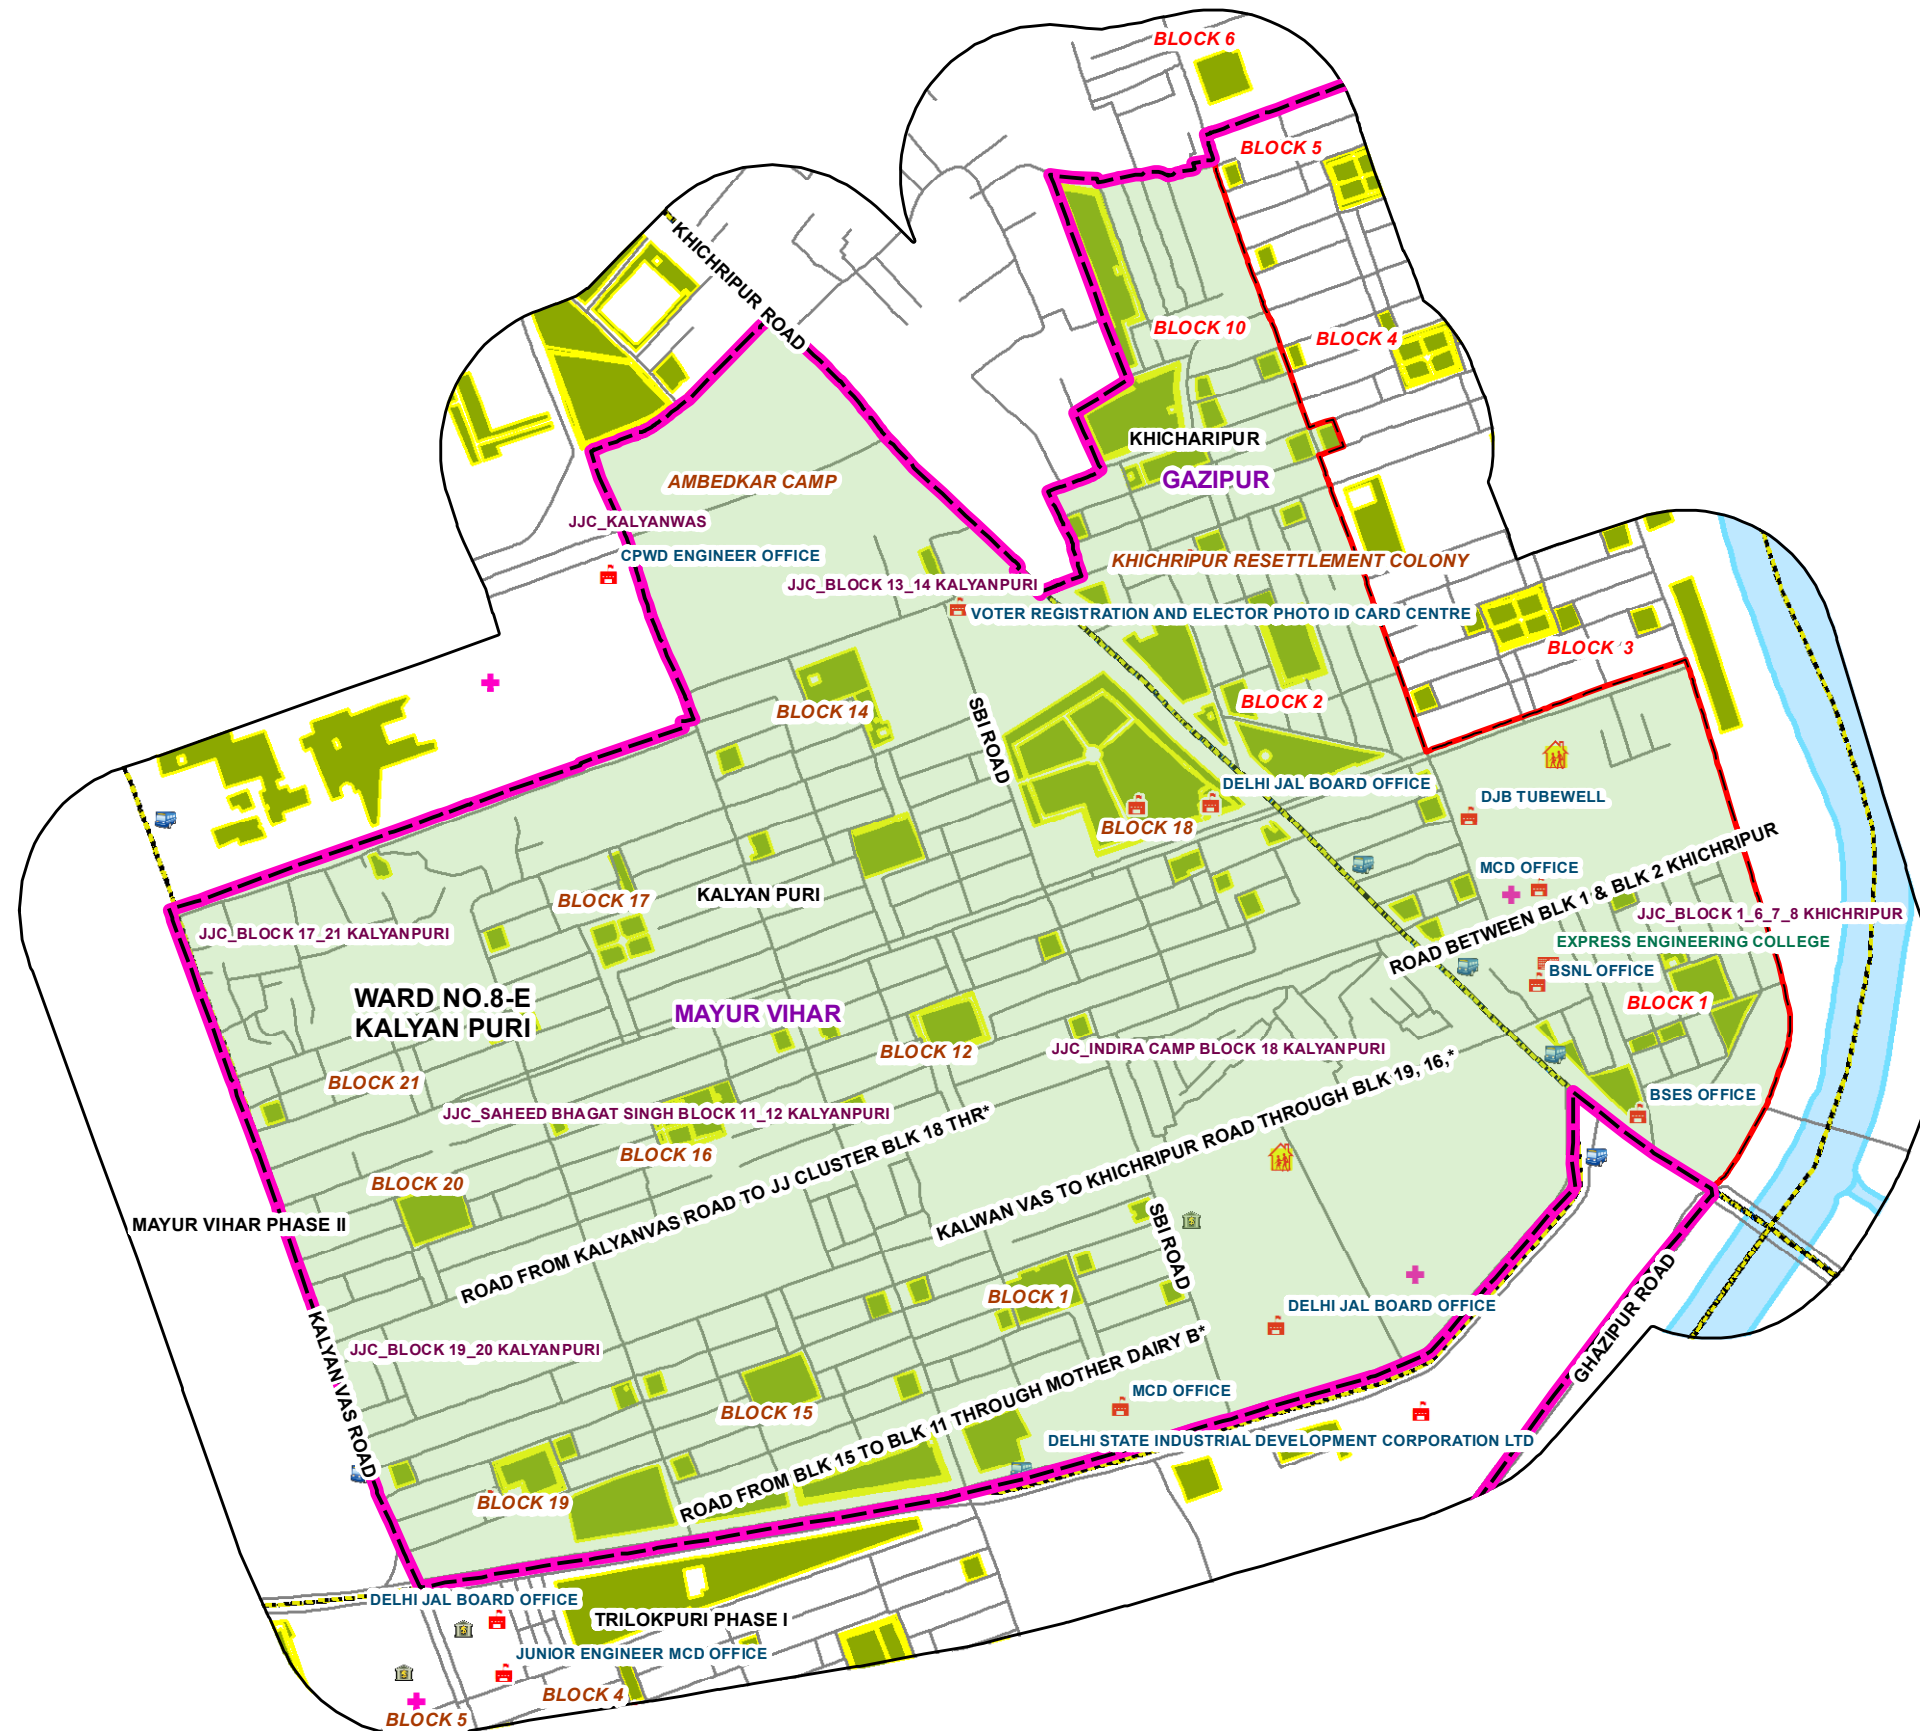 BLOCK 6
BLOCK 5
KHICHRIPUR ROAD
BLOCK 10
BLOCK 4
KHICHARIPUR
GAZIPUR
AMBEDKAR CAMP
JJC_KALYANWAS
CPWD ENGINEER OFFICE
KHICHRIPUR RESETTLEMENT COLONY
JJC_BLOCK 13_14 KALYANPURI
VOTER REGISTRATION AND ELECTOR PHOTO ID CARD CENTRE
BLOCK 3
BLOCK 2
BLOCK 14
SBI ROAD
DELHI JAL BOARD OFFICE
DJB TUBEWELL
BLOCK 18
MCD OFFICE
ROAD BETWEEN BLK 1 & BLK 2 KHICHRIPUR
KALYAN PURI
BLOCK 17
JJC_BLOCK 1_6_7_8 KHICHRIPUR
JJC_BLOCK 17_21 KALYANPURI
EXPRESS ENGINEERING COLLEGE
BSNL OFFICE
WARD NO.8-E
KALYAN PURI
MAYUR VIHAR
BLOCK 1
BLOCK 12
JJC_INDIRA CAMP BLOCK 18 KALYANPURI
BLOCK 21
BSES OFFICE
JJC_SAHEED BHAGAT SINGH BLOCK 11_12 KALYANPURI
BLOCK 16
KALWAN VAS TO KHICHRIPUR ROAD THROUGH BLK 19, 16,*
ROAD FROM KALYANVAS ROAD TO JJ CLUSTER BLK 18 THR*
BLOCK 20
MAYUR VIHAR PHASE II
SBI ROAD
BLOCK 1
DELHI JAL BOARD OFFICE
GHAZIPUR ROAD
KALYAN VAS ROAD
JJC_BLOCK 19_20 KALYANPURI
MCD OFFICE
BLOCK 15
ROAD FROM BLK 15 TO BLK 11 THROUGH MOTHER DAIRY B*
DELHI STATE INDUSTRIAL DEVELOPMENT CORPORATION LTD
BLOCK 19
DELHI JAL BOARD OFFICE
TRILOKPURI PHASE I
JUNIOR ENGINEER MCD OFFICE
BLOCK 4
BLOCK 5